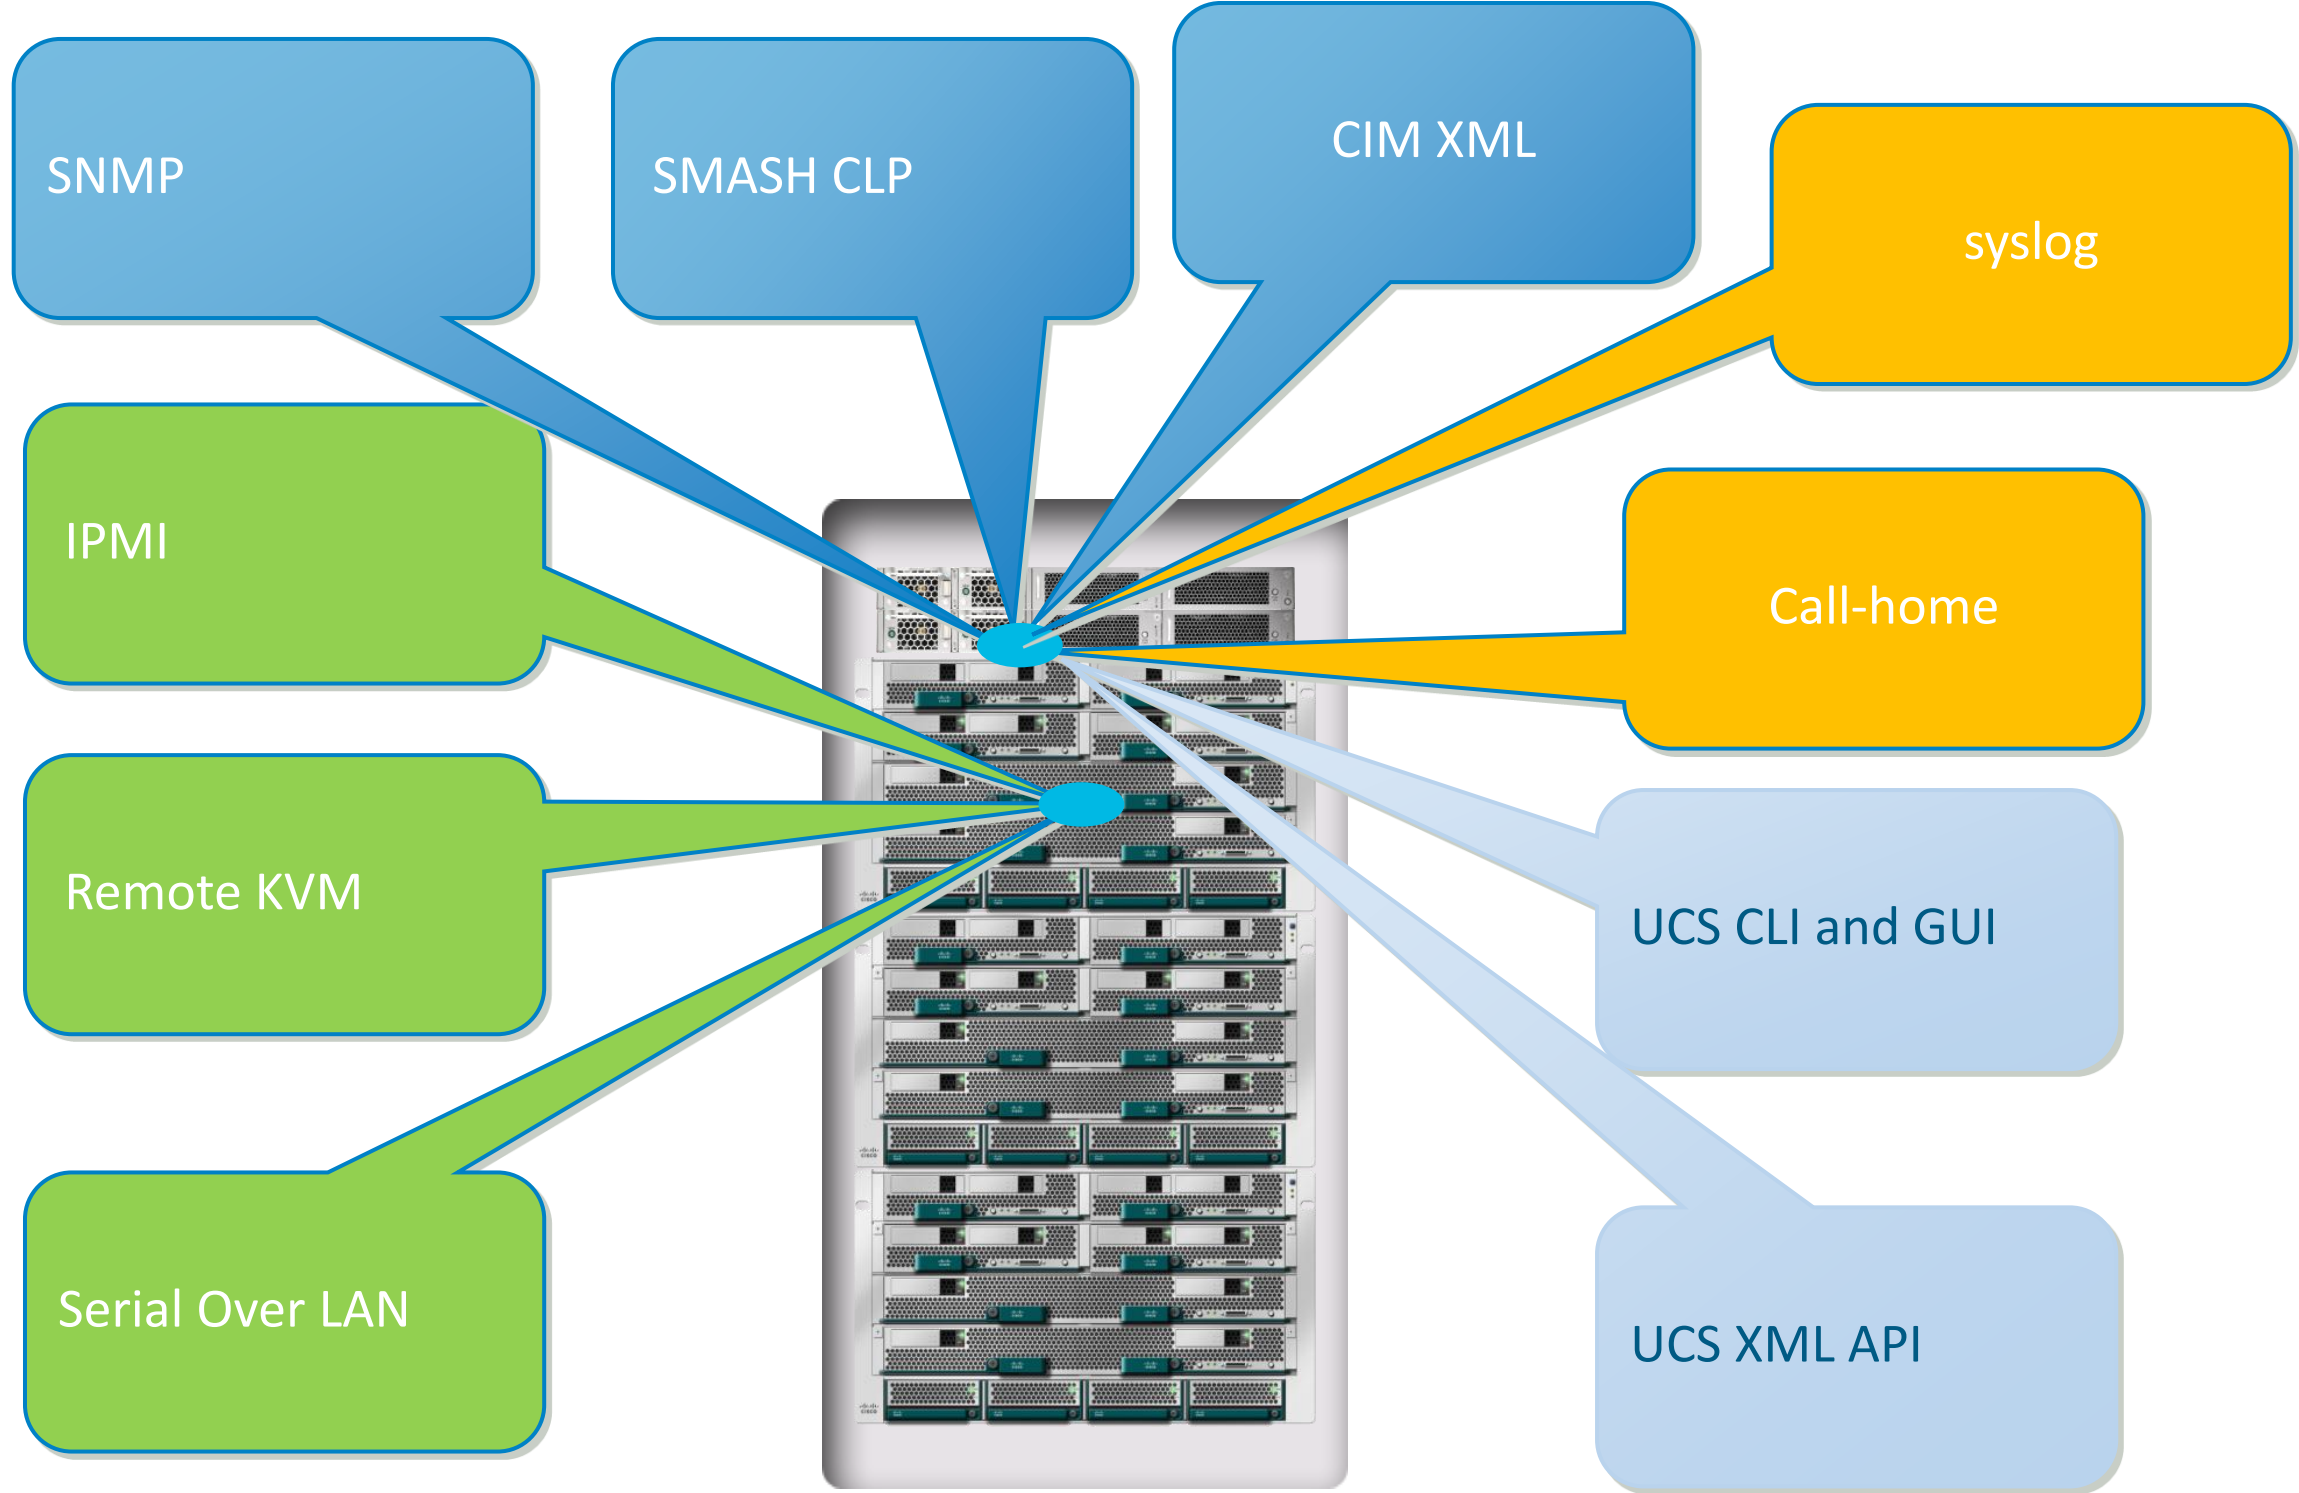 SNMP
SMASH CLP
CIM XML
syslog
IPMI
Call-home
Remote KVM
UCS CLI and GUI
Serial Over LAN
UCS XML API